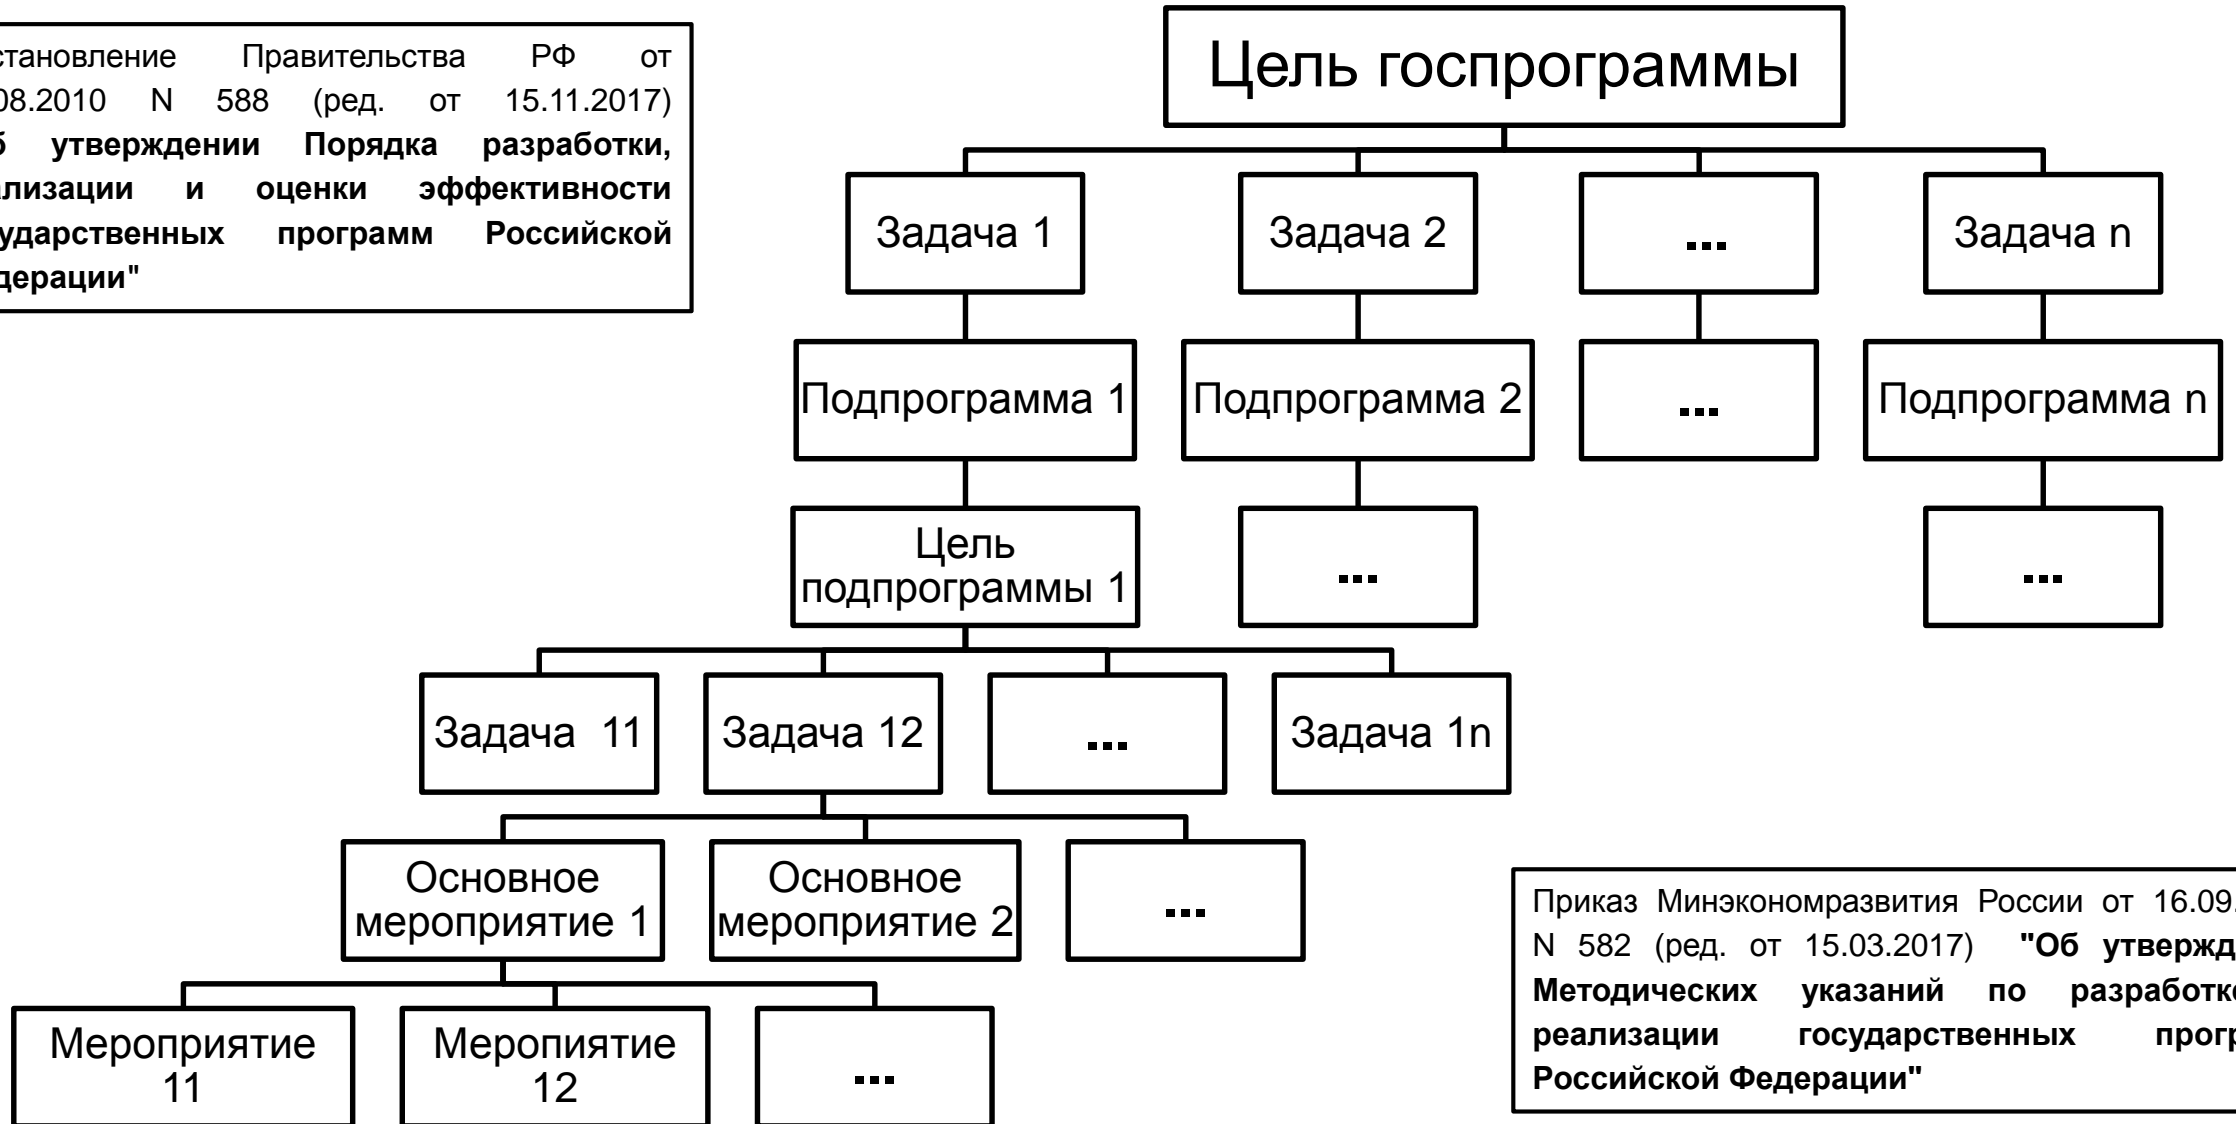 Цель госпрограммы
становление Правительства РФ от
08.2010 N 588 (ред. от 15.11.2017)
утверждении Порядка разработки,
ализации и оценки эффективности
ударственных программ Российской
дерации"
Задача 1
Задача 2
...
Задача n
Подпрограмма 1
Подпрограмма 2
...
Подпрограмма n
Цель
подпрограммы 1
...
...
Задача 11
Задача 12
...
Задача 1n
Основное
мероприятие 1
Основное
мероприятие 2
...
Приказ Минэкономразвития России от 16.09.
N 582 (ред. от 15.03.2017) "Об утвержд
Методических указаний по разработк
реализации государственных прогр
Российской Федерации"
Мероприятие
11
Меропиятие
12
...